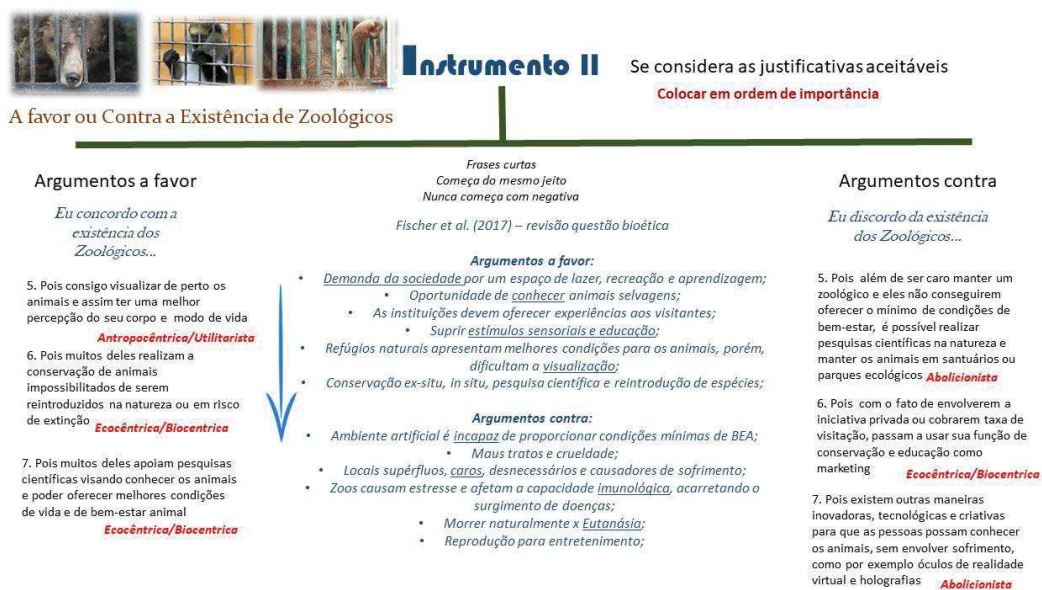 Instrumento II
Se considera as justificativas aceitáveis
Colocar em ordem de importância
A favor ou Contra a Existência de Zoológicos
Argumentos a favor
Eu concordo com a
existência dos
Zoológicos...
5. Pois consigo visualizar de perto os
animais e assim ter uma melhor
percepção do seu corpo e modo de vida
Antropocêntrica/Utilitarista
6. Pois muitos deles realizam a
conservação de animais
impossibilitados de serem
reintroduzidos na natureza ou em risco
de extinção
Ecocêntrica/Biocentrica
7. Pois muitos deles apoiam pesquisas
científicas visando conhecer os animais
e poder oferecer melhores condições
de vida e de bem-estar animal
Ecocêntrica/Biocentrica
Frases curtas
Começa do mesmo jeito
Nunca começa com negativa
Fischer et al. (2017) – revisão questão bioética
Argumentos a favor:
• Demanda da sociedade por um espaço de lazer, recreação e aprendizagem;
• Oportunidade de conhecer animais selvagens;
• As instituições devem oferecer experiências aos visitantes;
• Suprir estímulos sensoriais e educação;
• Refúgios naturais apresentam melhores condições para os animais, porém,
dificultam a visualização;
• Conservação ex-situ, in situ, pesquisa científica e reintrodução de espécies;
Argumentos contra:
• Ambiente artificial é incapaz de proporcionar condições mínimas de BEA;
• Maus tratos e crueldade;
• Locais supérfluos, caros, desnecessários e causadores de sofrimento;
• Zoos causam estresse e afetam a capacidade imunológica, acarretando o
surgimento de doenças;
• Morrer naturalmente x Eutanásia;
• Reprodução para entretenimento;
Argumentos contra
Eu discordo da existência
dos Zoológicos...
5. Pois além de ser caro manter um
zoológico e eles não conseguirem
oferecer o mínimo de condições de
bem-estar, é possível realizar
pesquisas científicas na natureza e
manter os animais em santuários ou
parques ecológicos Abolicionista
6. Pois com o fato de envolverem a
iniciativa privada ou cobrarem taxa de
visitação, passam a usar sua função de
conservação e educação como
marketing
Ecocêntrica/Biocentrica
7. Pois existem outras maneiras
inovadoras, tecnológicas e criativas
para que as pessoas possam conhecer
os animais, sem envolver sofrimento,
como por exemplo óculos de realidade
virtual e holografias Abolicionista